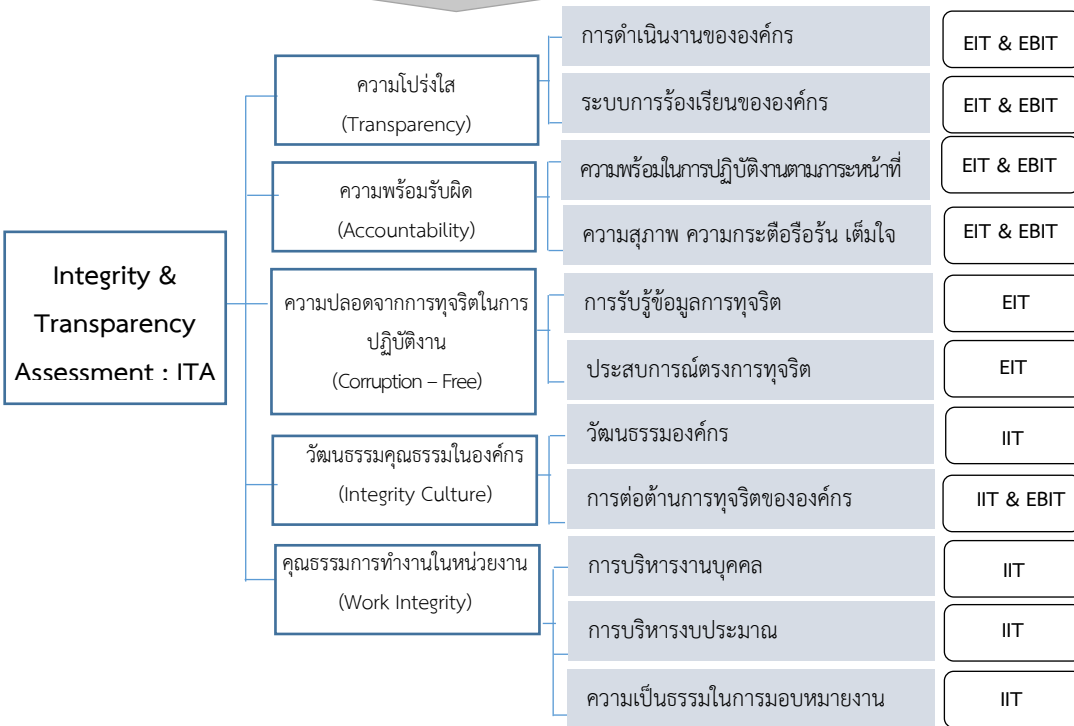 Integrity &
Transparency
Assessment : ITA
ความโปร่งใส
(Transparency)
การดำเนินงานขององค์กร
EIT & EBIT
ระบบการร้องเรียนขององค์กร
EIT & EBIT
ความพร้อมรับผิด
(Accountability)
ความพร้อมในการปฏิบัติงานตามภาระหน้าที่
EIT & EBIT
ความสุภาพ ความกระตือรือร้น เต็มใจ
EIT & EBIT
ความปลอดจากการทุจริตในการ
ปฏิบัติงาน
(Corruption – Free)
การรับรู้ข้อมูลการทุจริต
EIT
ประสบการณ์ตรงการทุจริต
EIT
วัฒนธรรมคุณธรรมในองค์กร
(Integrity Culture)
วัฒนธรรมองค์กร
IIT
การต่อต้านการทุจริตขององค์กร
IIT & EBIT
คุณธรรมการทำงานในหน่วยงาน
(Work Integrity)
การบริหารงานบุคคล
IIT
การบริหารงบประมาณ
IIT
ความเป็นธรรมในการมอบหมายงาน
IIT